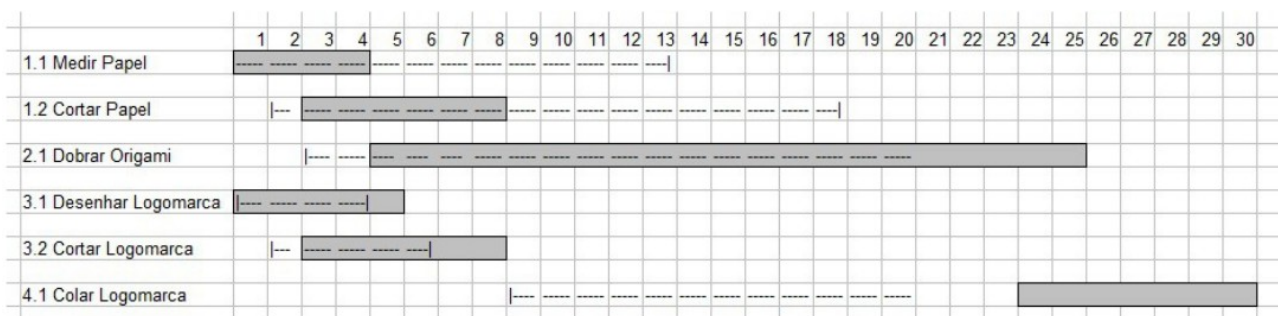 1 2 3 4 5 6 7 8 9 10 11 12 13 14 15 16 17 18 19 20 21 22 23 24 25 26 27 28 29 30
1.1 Medir Papel
1.2 Cortar Papel
2.1 Dobrar Origami
3.1 Desenhar Logomarca
3.2 Cortar Logomarca
4.1 Colar Logomarca